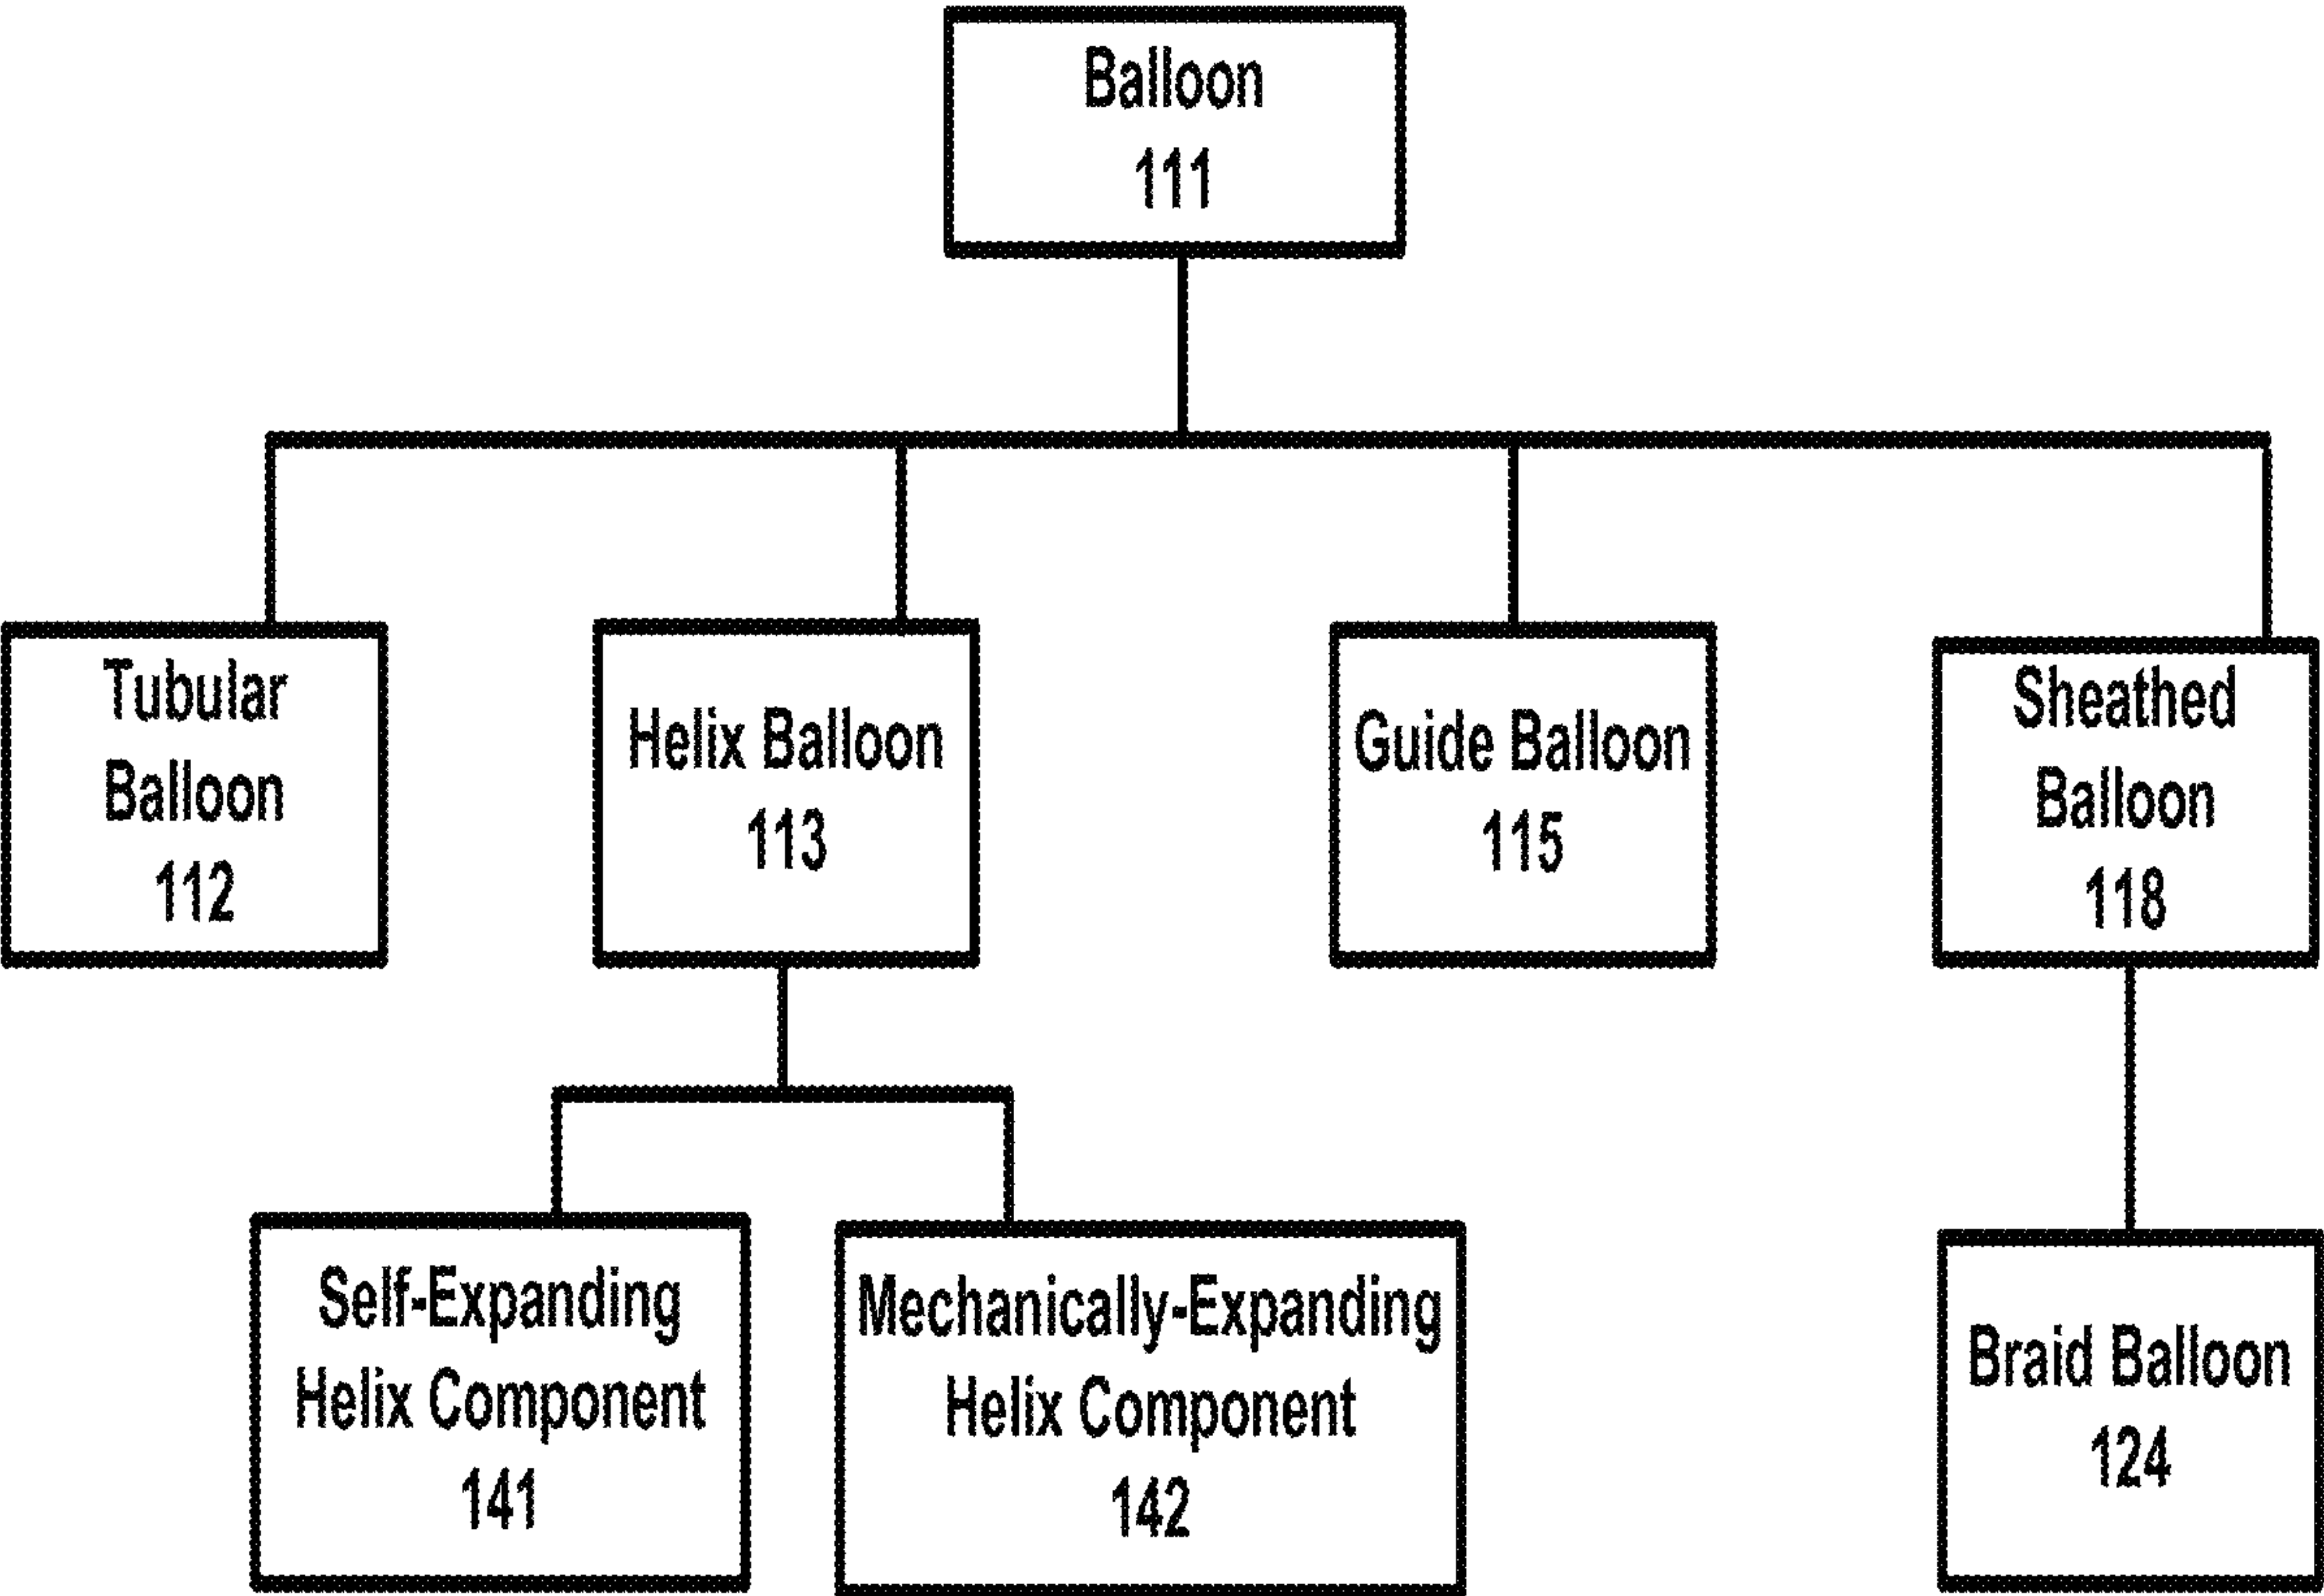 Balloon
111
Tubular
Balloon
112
Helix Balloon
113
Guide Balloon
115
Sheathed
Balloon
118
Self-Expanding
Helix Component
141
Mechanically-Expanding
Helix Component
142
Braid Balloon
124